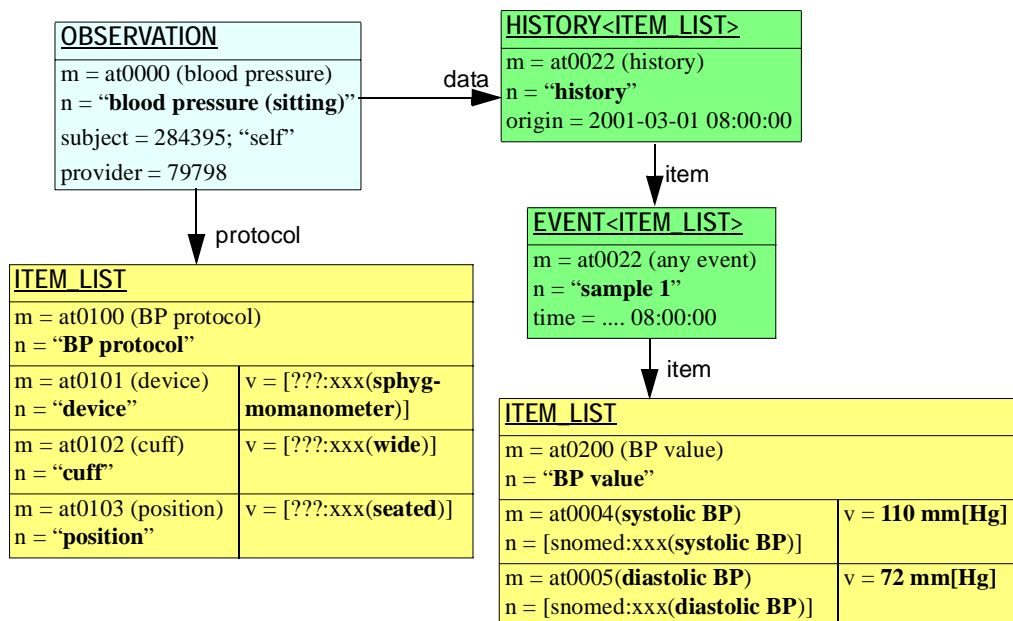 OBSERVATION
m = at0000 (blood pressure)
n = “blood pressure (sitting)”
subject = 284395; “self”
provider = 79798
data
HISTORY<ITEM_LIST>
m = at0022 (history)
n = “history”
origin = 2001-03-01 08:00:00
item
EVENT<ITEM_LIST>
m = at0022 (any event)
n = “sample 1”
time = .... 08:00:00
item
protocol
ITEM_LIST
m = at0100 (BP protocol)
n = “BP protocol”
m = at0101 (device)
n = “device”
v = [???:xxx(sphyg-
momanometer)]
m = at0102 (cuff)
n = “cuff”
v = [???:xxx(wide)]
m = at0103 (position)
n = “position”
v = [???:xxx(seated)]
ITEM_LIST
m = at0200 (BP value)
n = “BP value”
m = at0004(systolic BP)
n = [snomed:xxx(systolic BP)]
v = 110 mm[Hg]
m = at0005(diastolic BP)
n = [snomed:xxx(diastolic BP)]
v = 72 mm[Hg]